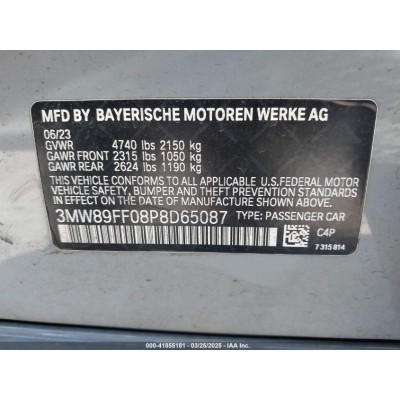 MFD BY BAYERISCHE MOTOREN WERKE AG
06/23
GVWR 4740 lbs 2150 kg
GAWR FRONT 2315 lbs 1050 kg
GAWR REAR 2624 lbs 1190 kg
THIS VEHICLE CONFORMS TO ALL APPLICABLE U.S.FEDERAL MOTOR
VEHICLE SAFETY, BUMPER AND THEFT PREVENTION STANDARDS
IN EFFECT ON THE DATE OF MANUFACTURE SHOWN ABOVE.
3MW89FF08P8D65087 TYPE: PASSENGER CAR
C4P
7 315 814
000-41855181 | 03/25/2025 | IAA Inc.